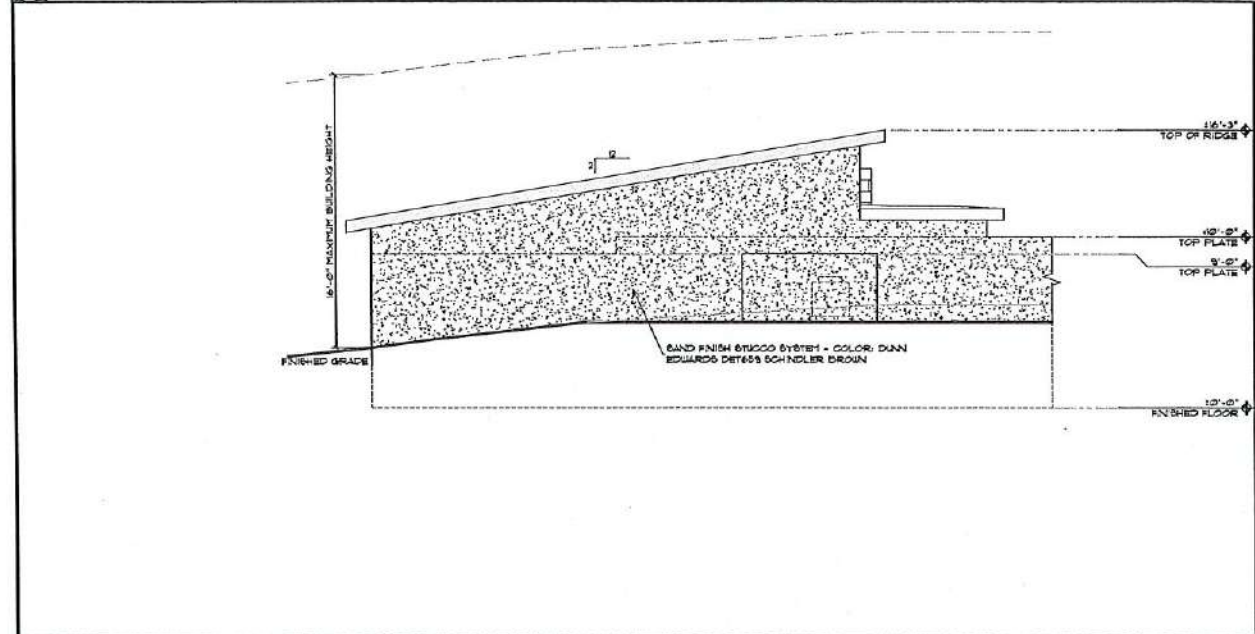 16'-0" MAXIMUM BUILDING HEIGHT
12
2
+16'-3"
TOP OF RIDGE
+10'-0"
TOP PLATE
9'-0"
TOP PLATE
FINISHED GRADE
SAND FINISH STUCCO SYSTEM - COLOR: DUNN
EDWARDS DET659 SCHINDLER BROWN
±0'-0"
FINISHED FLOOR